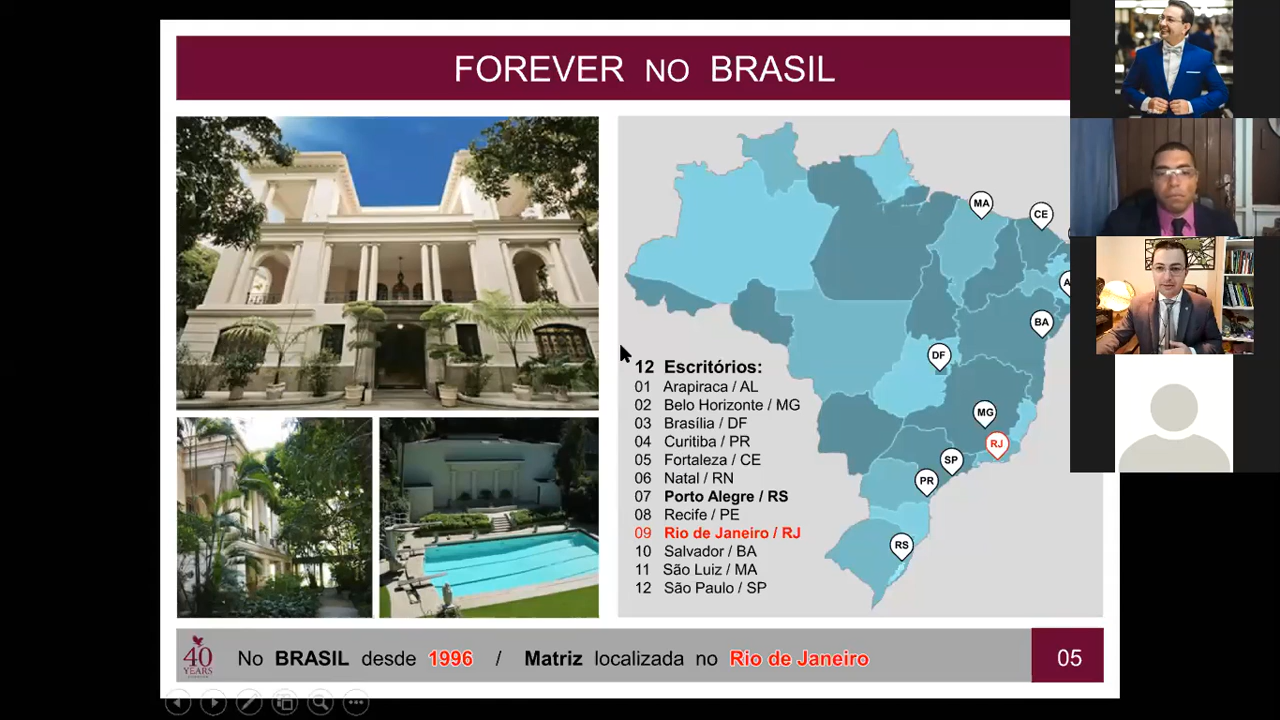 FOREVER NO BRASIL
MA
CE
A
BA
DF
MG
RJ
SP
PR
RS
12 Escritórios:
01 Arapiraca / AL
02 Belo Horizonte / MG
03 Brasília / DF
04 Curitiba / PR
05 Fortaleza / CE
06 Natal / RN
07 Porto Alegre / RS
08 Recife / PE
09 Rio de Janeiro / RJ
10 Salvador / BA
11 São Luiz / MA
12 São Paulo / SP
40
YEARS
No BRASIL desde 1996 / Matriz localizada no Rio de Janeiro
05